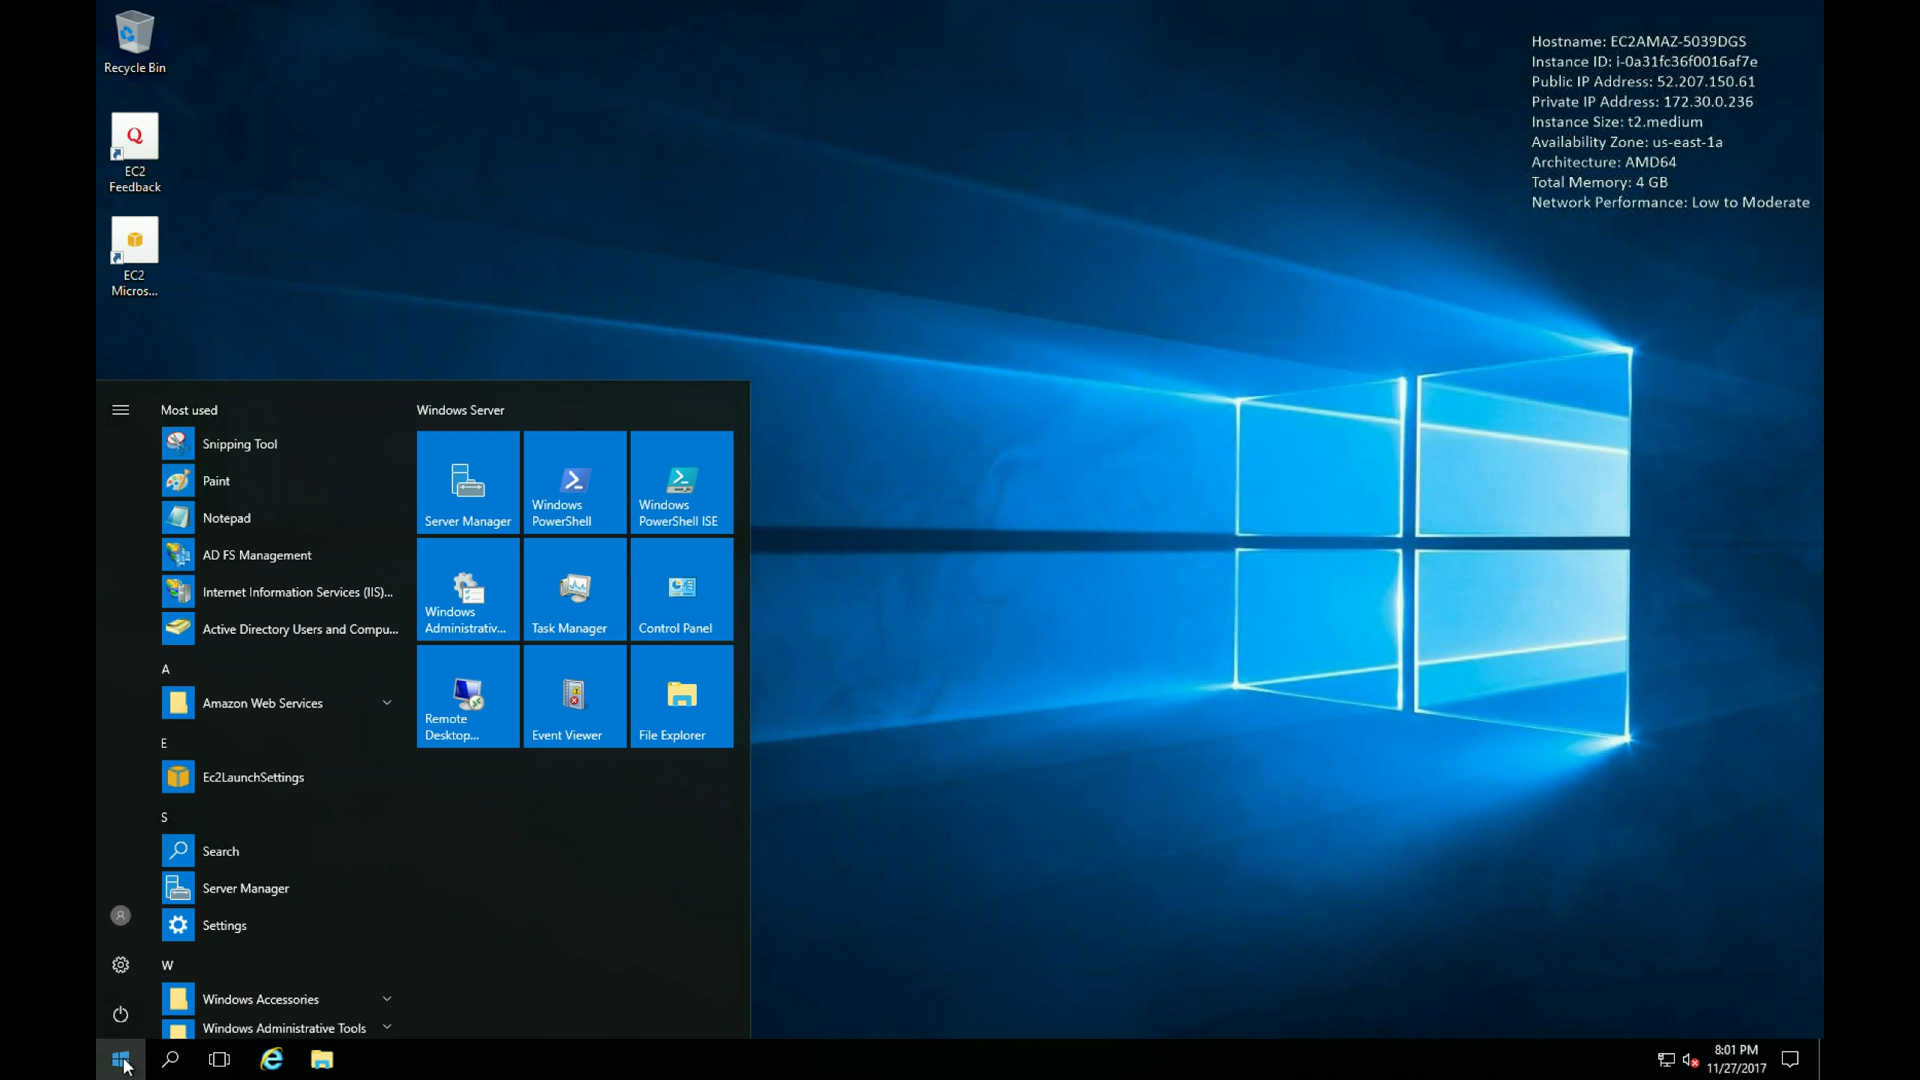 Recycle Bin
Q
EC2
Feedback
EC2
Micros...
Hostname: EC2AMAZ-5039DGS
Instance ID: i-0a31fc36f0016af7e
Public IP Address: 52.207.150.61
Private IP Address: 172.30.0.236
Instance Size: t2.medium
Availability Zone: us-east-1a
Architecture: AMD64
Total Memory: 4 GB
Network Performance: Low to Moderate
Most used
Snipping Tool
Paint
Notepad
AD FS Management
Internet Information Services (IIS)...
Active Directory Users and Compu...
A
Amazon Web Services
E
Ec2LaunchSettings
S
Search
Server Manager
Settings
W
Windows Accessories
Windows Administrative Tools
Windows Server
Server Manager
Windows
PowerShell
Windows
PowerShell ISE
Windows
Administrativ...
Task Manager
Control Panel
Remote
Desktop...
Event Viewer
File Explorer
8:01 PM
11/27/2017